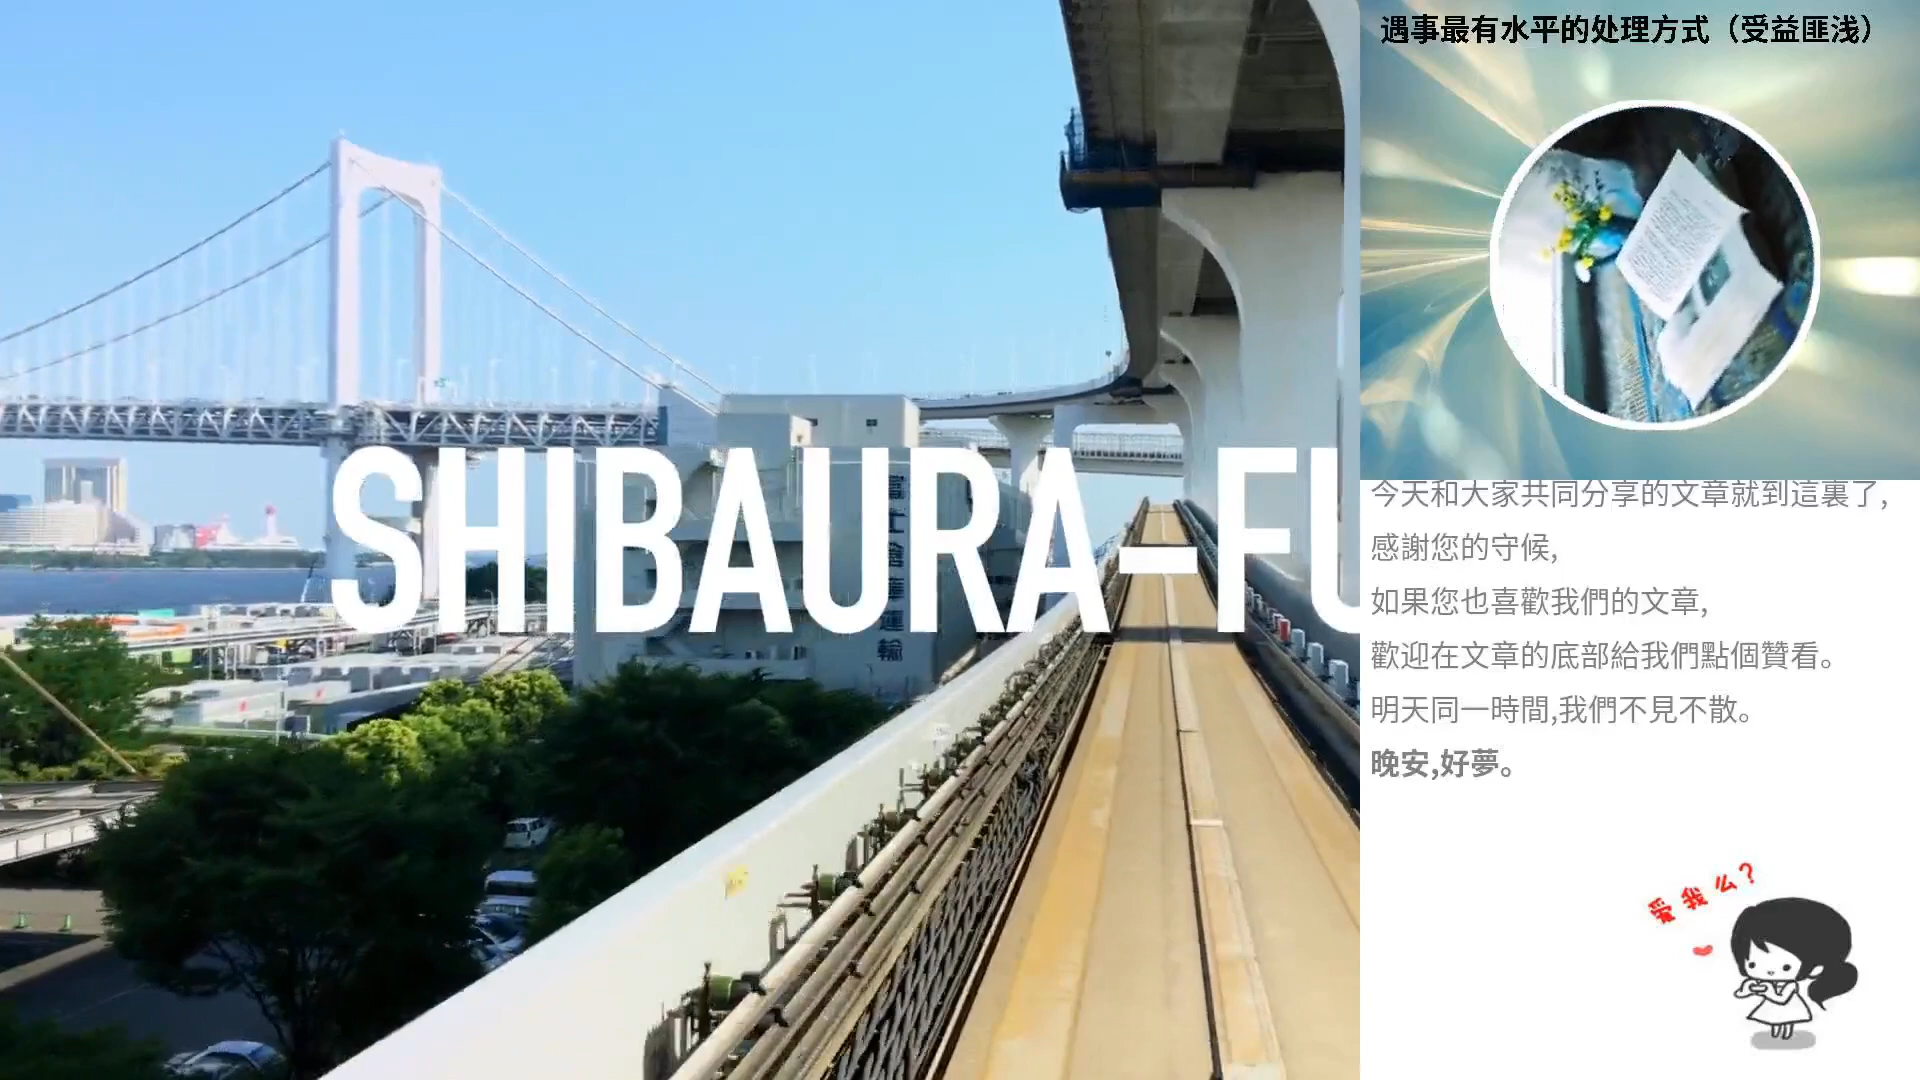 SHIBAURA-FU
遇事最有水平的处理方式（受益匪浅）
今天和大家共同分享的文章就到這裏了,
感謝您的守候,
如果您也喜歡我們的文章,
歡迎在文章的底部給我們點個贊看。
明天同一時間,我們不見不散。
晚安,好夢。
爱我么？